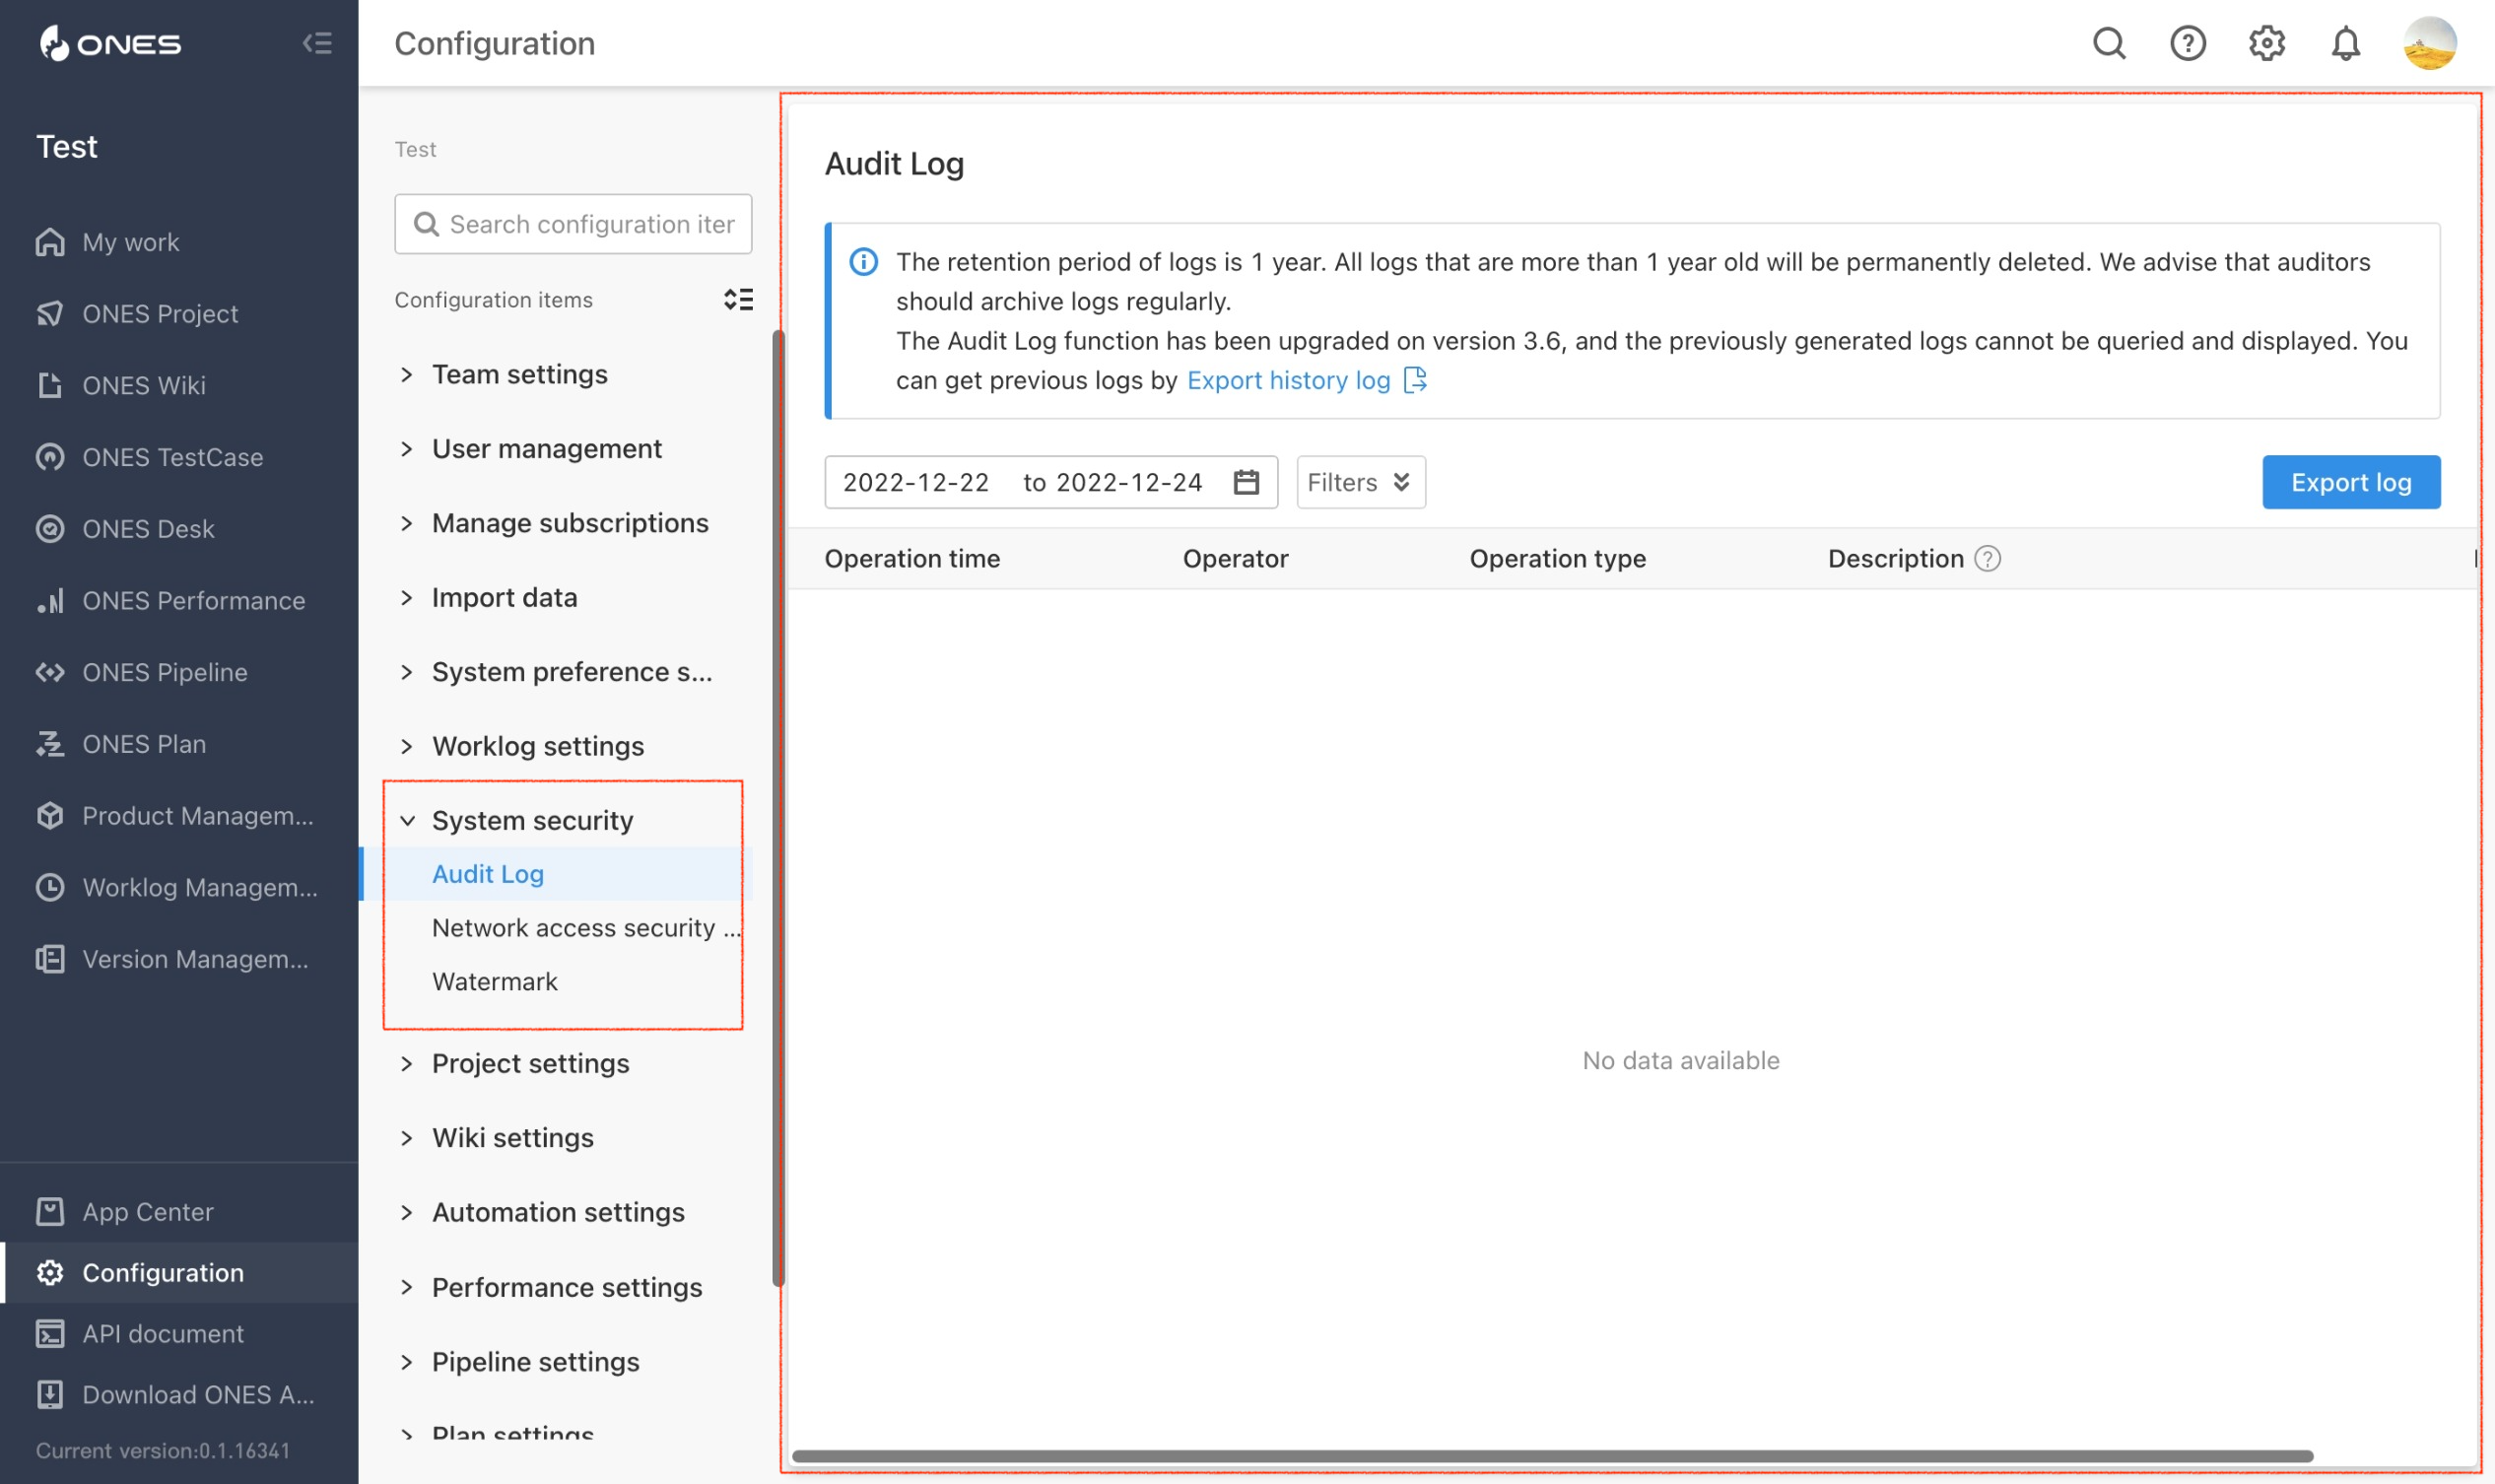 ONES
Test
My work
ONES Project
ONES Wiki
ONES TestCase
ONES Desk
ONES Performance
ONES Pipeline
ONES Plan
Product Managem...
Worklog Managem...
Version Managem...
App Center
Configuration
API document
Download ONES A...
Current version:0.1.16341
Configuration
Test
Search configuration iter
Configuration items
Team settings
User management
Manage subscriptions
Import data
System preference s...
Worklog settings
System security
Audit Log
Network access security ...
Watermark
Project settings
Wiki settings
Automation settings
Performance settings
Pipeline settings
Plan settings
Audit Log
The retention period of logs is 1 year. All logs that are more than 1 year old will be permanently deleted. We advise that auditors
should archive logs regularly.
The Audit Log function has been upgraded on version 3.6, and the previously generated logs cannot be queried and displayed. You
can get previous logs by Export history log
2022-12-22 to 2022-12-24 Filters Export log
Operation time Operator Operation type Description
No data available